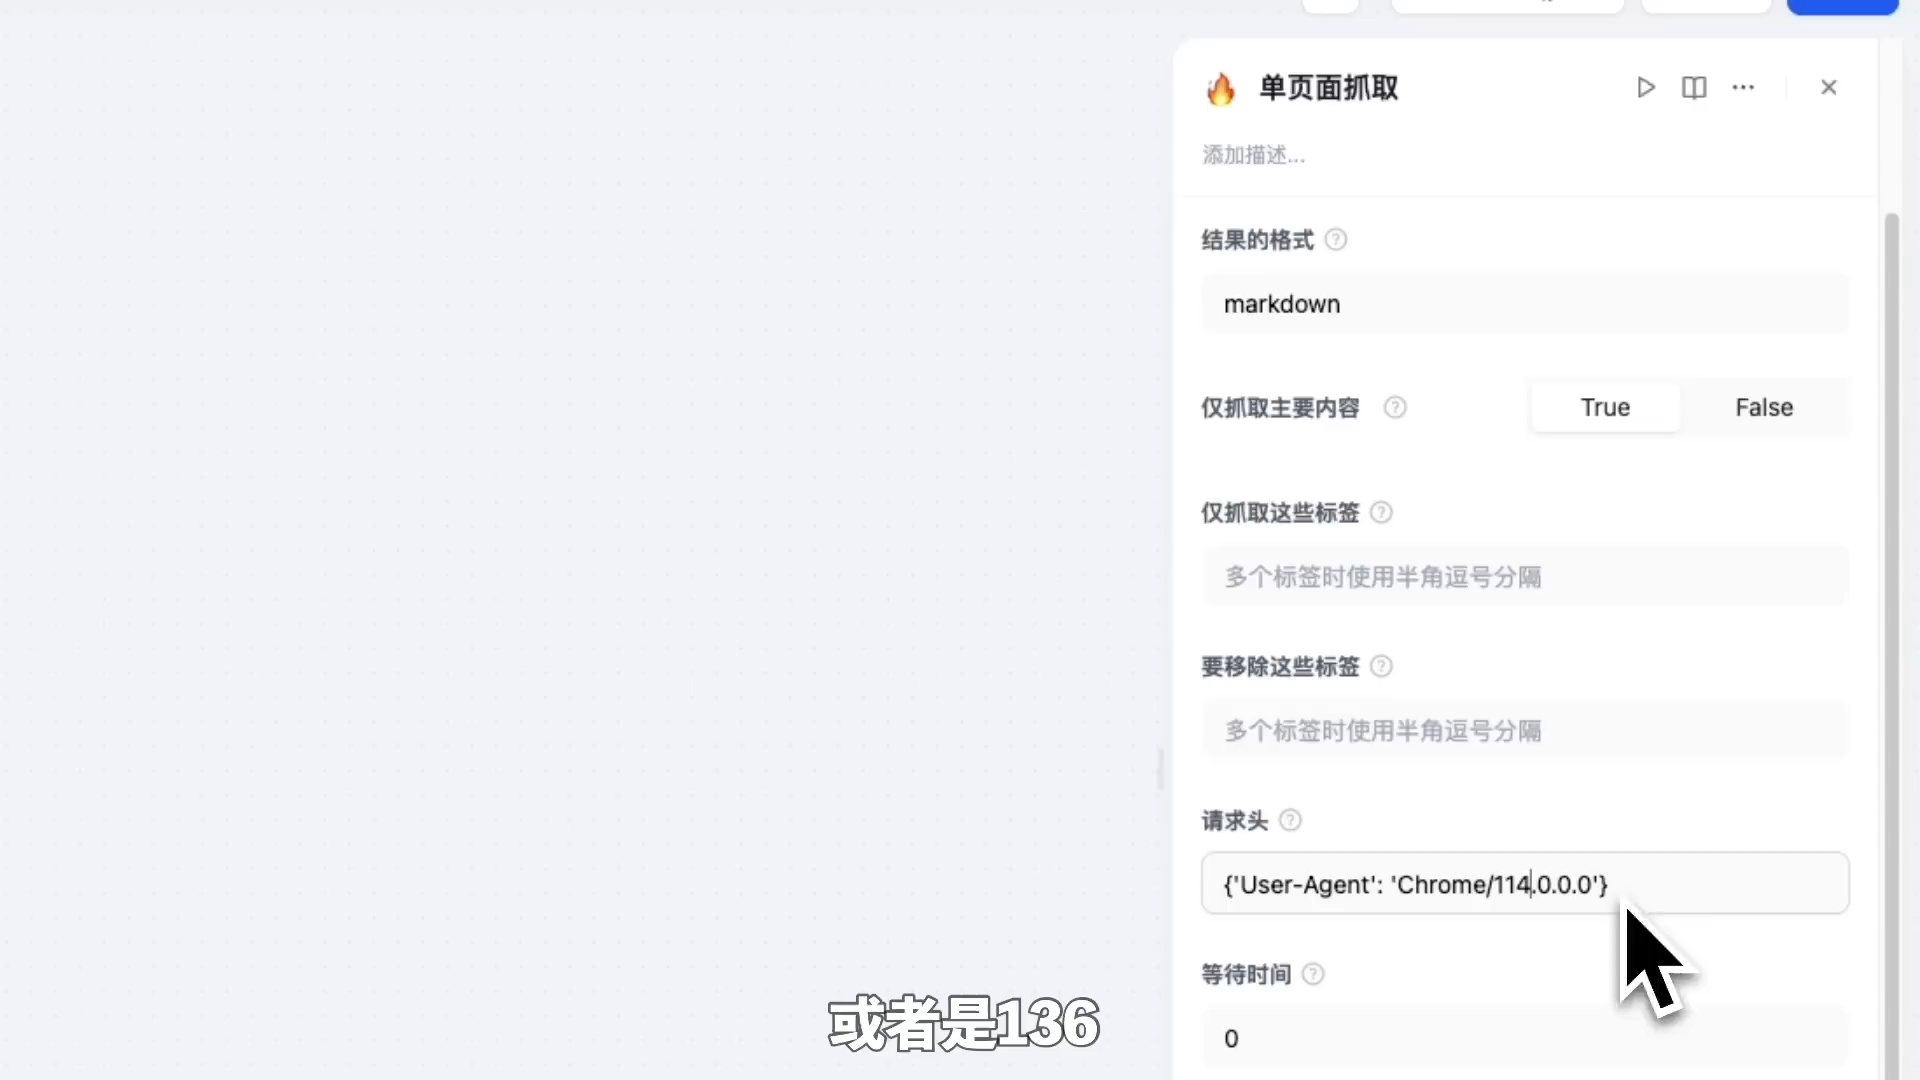 单页面抓取
添加描述...
结果的格式
markdown
仅抓取主要内容
True
False
仅抓取这些标签
多个标签时使用半角逗号分隔
要移除这些标签
多个标签时使用半角逗号分隔
请求头
{'User-Agent': 'Chrome/114.0.0.0'}
等待时间
0
或者是136